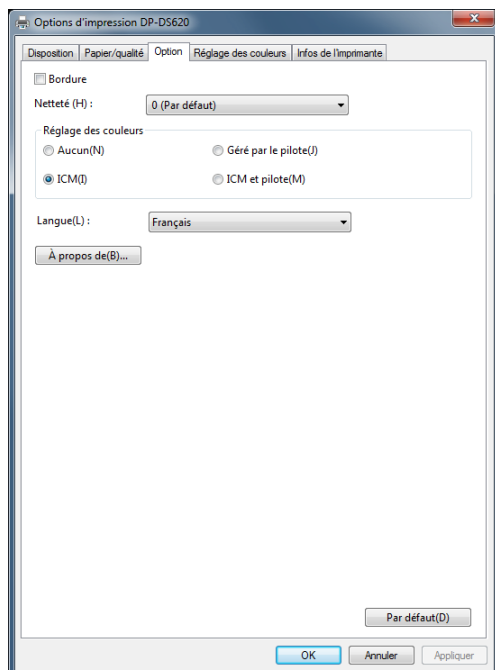 Options d'impression DP-DS620
Disposition Papier/qualité Option Réglage des couleurs Infos de l'imprimante
Bordure
Netteté (H) : 0 (Par défaut)
Réglage des couleurs
Aucun(N) Géré par le pilote(J)
ICM(I) ICM et pilote(M)
Langue(L) : Français
À propos de(B)...
Par défaut(D)
OK Annuler Appliquer